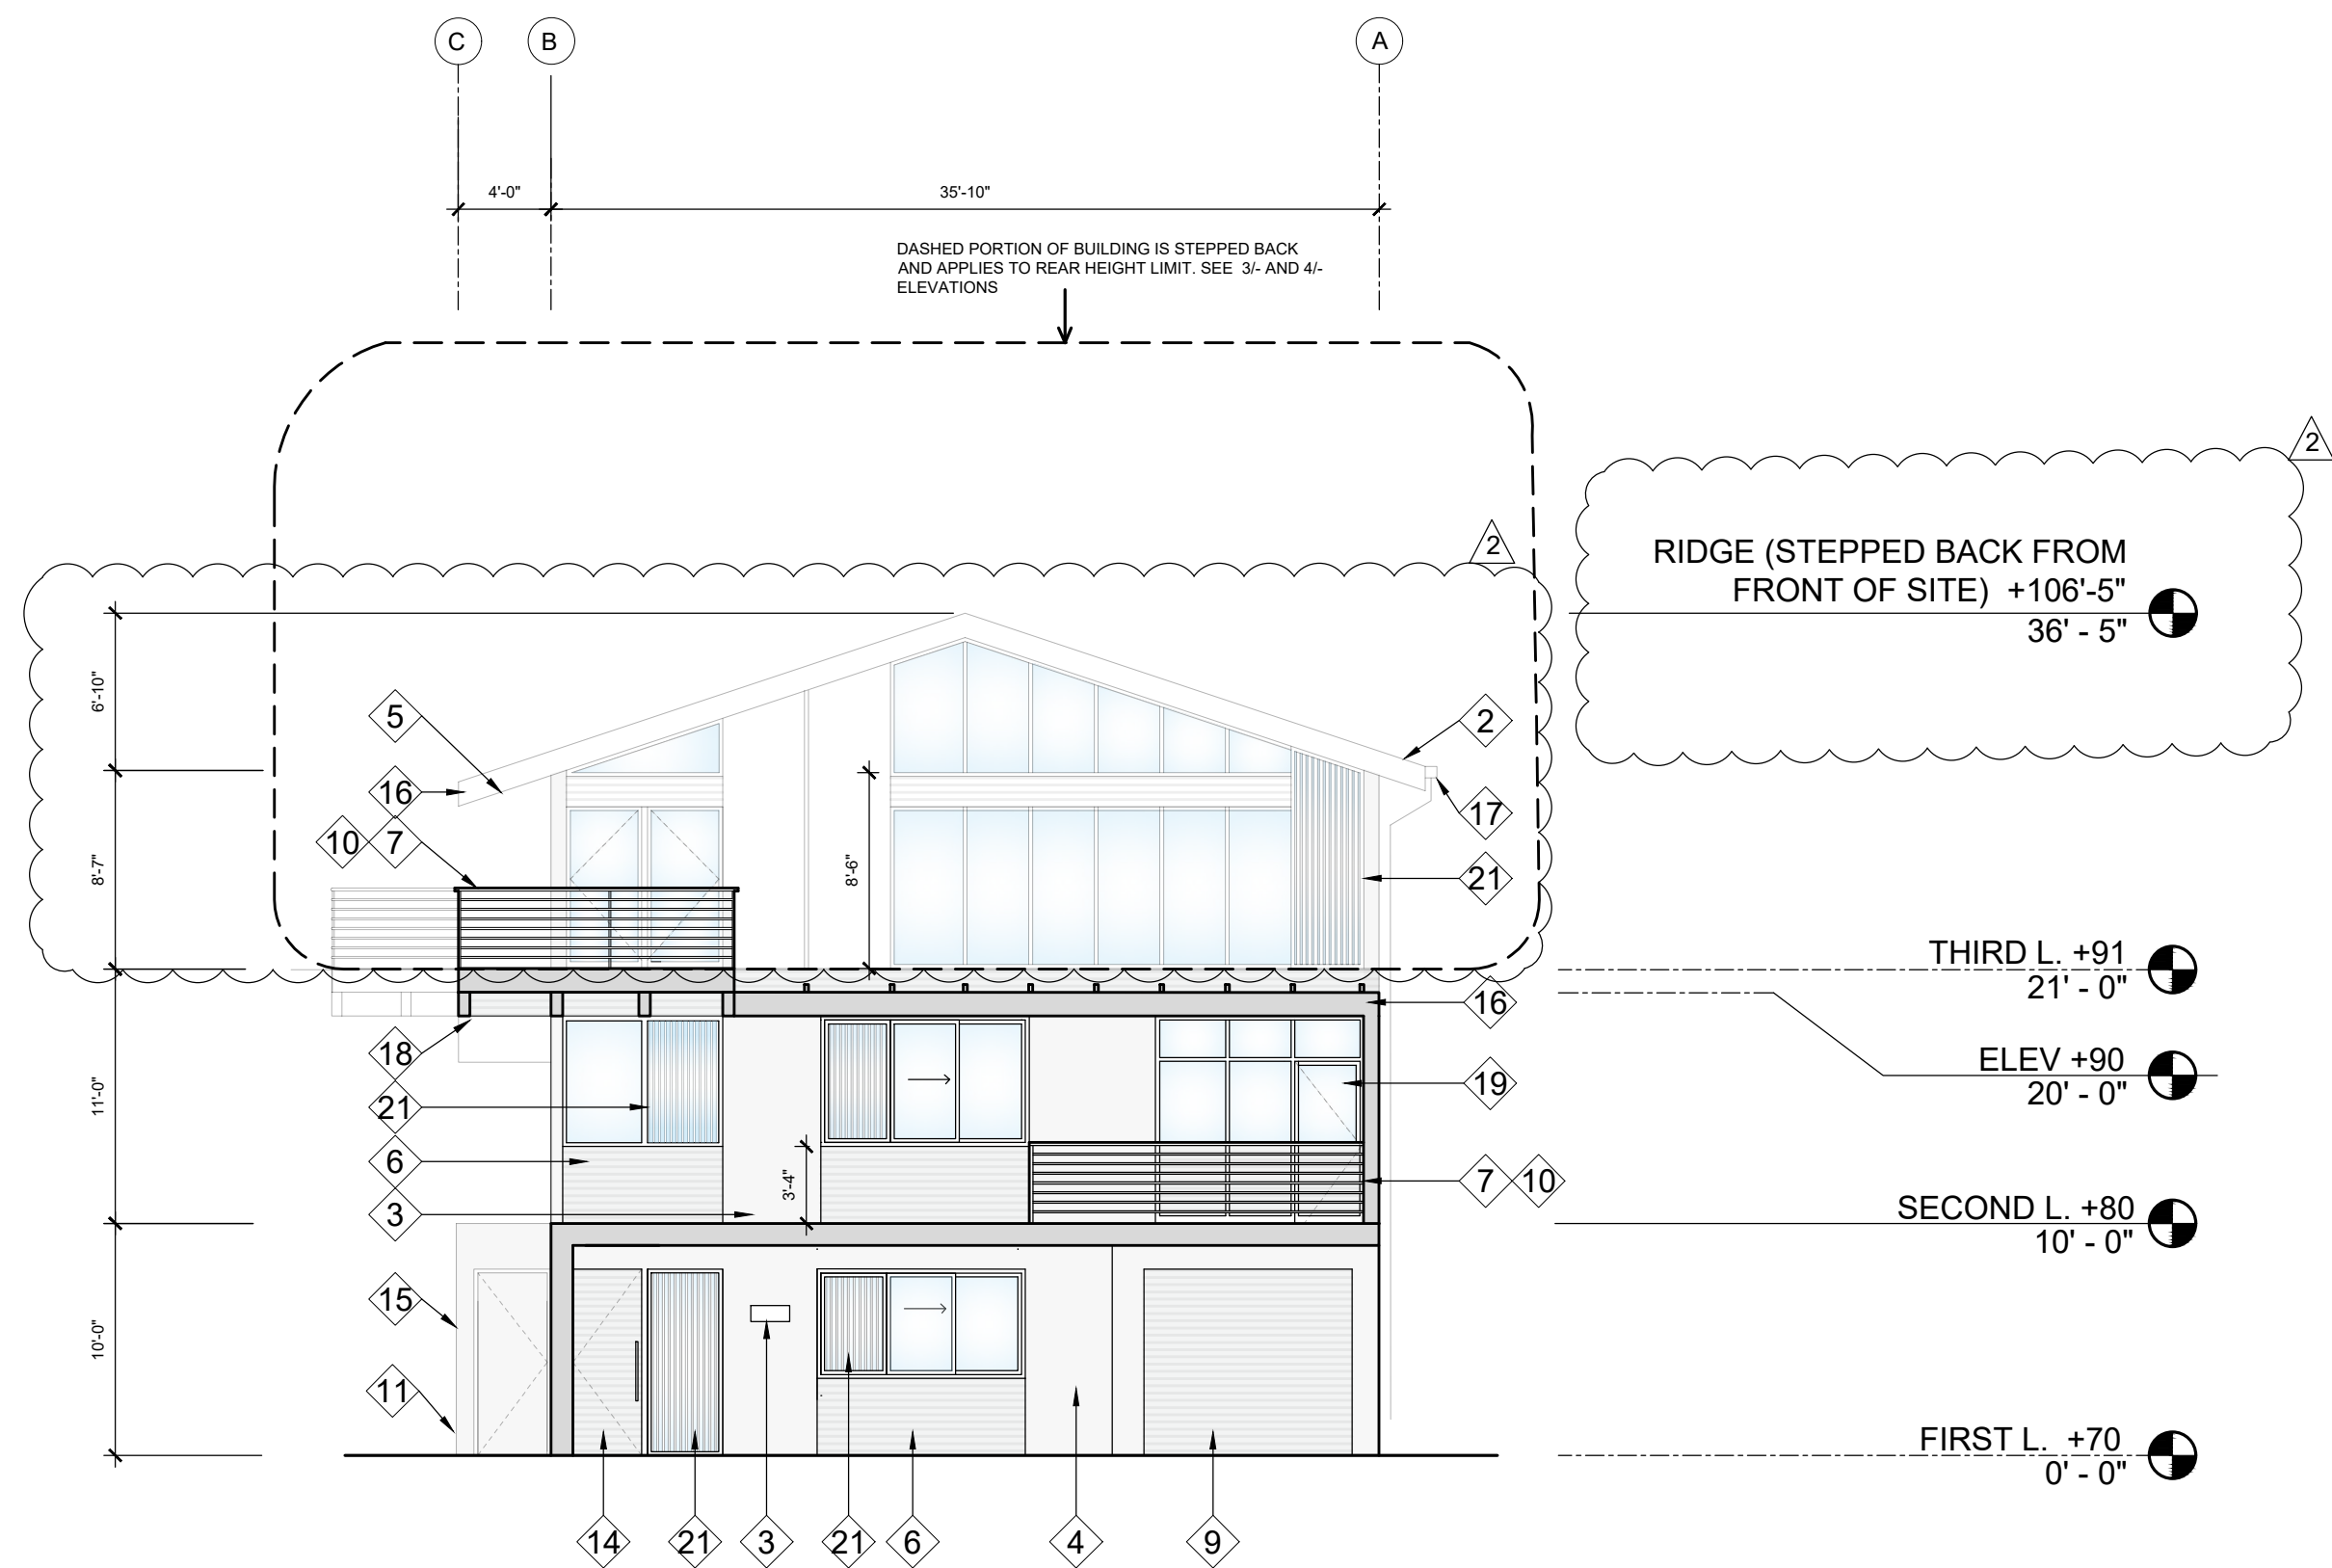 C
B
A
4'-0"
35'-10"
DASHED PORTION OF BUILDING IS STEPPED BACK
AND APPLIES TO REAR HEIGHT LIMIT. SEE 3/- AND 4/-
ELEVATIONS
2
2
RIDGE (STEPPED BACK FROM
FRONT OF SITE) +106'-5"
36' - 5"
6'-10"
5
2
16
17
10
7
8'-7"
8'-6"
21
THIRD L. +91
21' - 0"
16
18
ELEV +90
20' - 0"
19
11'-0"
21
6
3'-4"
7
10
3
SECOND L. +80
10' - 0"
15
10'-0"
11
FIRST L. +70
0' - 0"
14
21
3
21
6
4
9